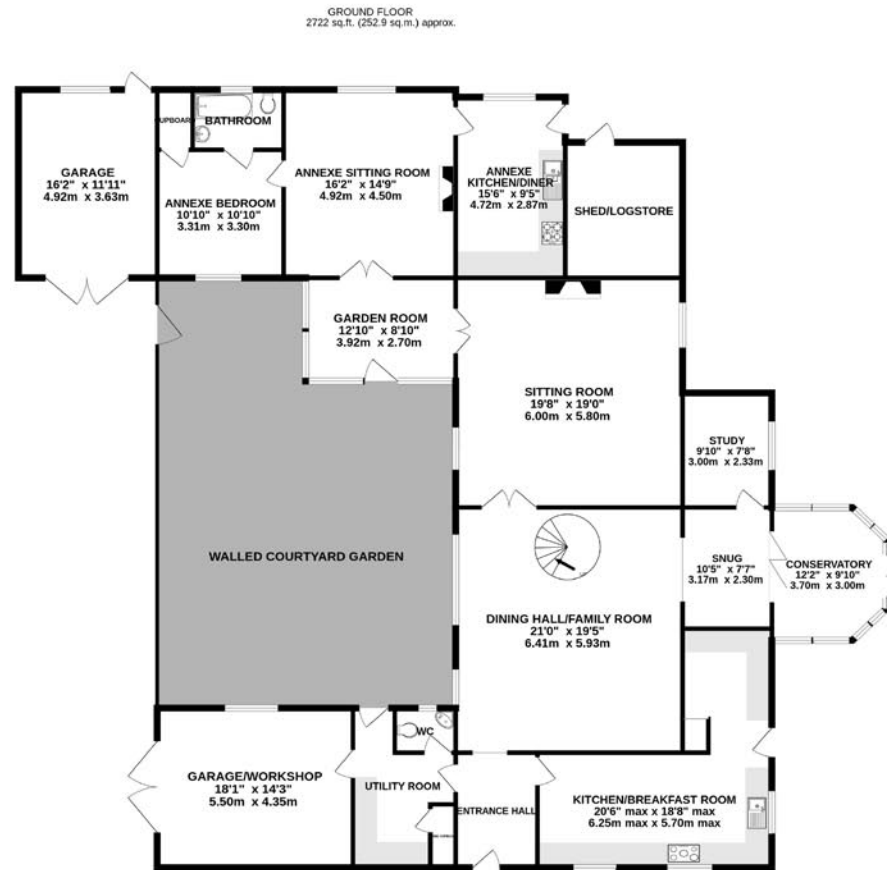 GROUND FLOOR
2722 sq.ft. (252.9 sq.m.) approx.
GARAGE
16'2" x 11'11"
4.92m x 3.63m
UPBOAR
BATHROOM
ANNEXE BEDROOM
10'10" x 10'10"
3.31m x 3.30m
ANNEXE SITTING ROOM
16'2" x 14'9"
4.92m x 4.50m
ANNEXE
KITCHEN/DINER
15'6" x 9'5"
4.72m x 2.87m
SHED/LOGSTORE
GARDEN ROOM
12'10" x 8'10"
3.92m x 2.70m
SITTING ROOM
19'8" x 19'0"
6.00m x 5.80m
STUDY
9'10" x 7'8"
3.00m x 2.33m
WALLED COURTYARD GARDEN
DINING HALL/FAMILY ROOM
21'0" x 19'5"
6.41m x 5.93m
SNUG
10'5" x 7'7"
3.17m x 2.30m
CONSERVATORY
12'2" x 9'10"
3.70m x 3.00m
GARAGE/WORKSHOP
18'1" x 14'3"
5.50m x 4.35m
WC
UTILITY ROOM
ENTRANCE HALL
KITCHEN/BREAKFAST ROOM
20'6" max x 18'8" max
6.25m max x 5.70m max